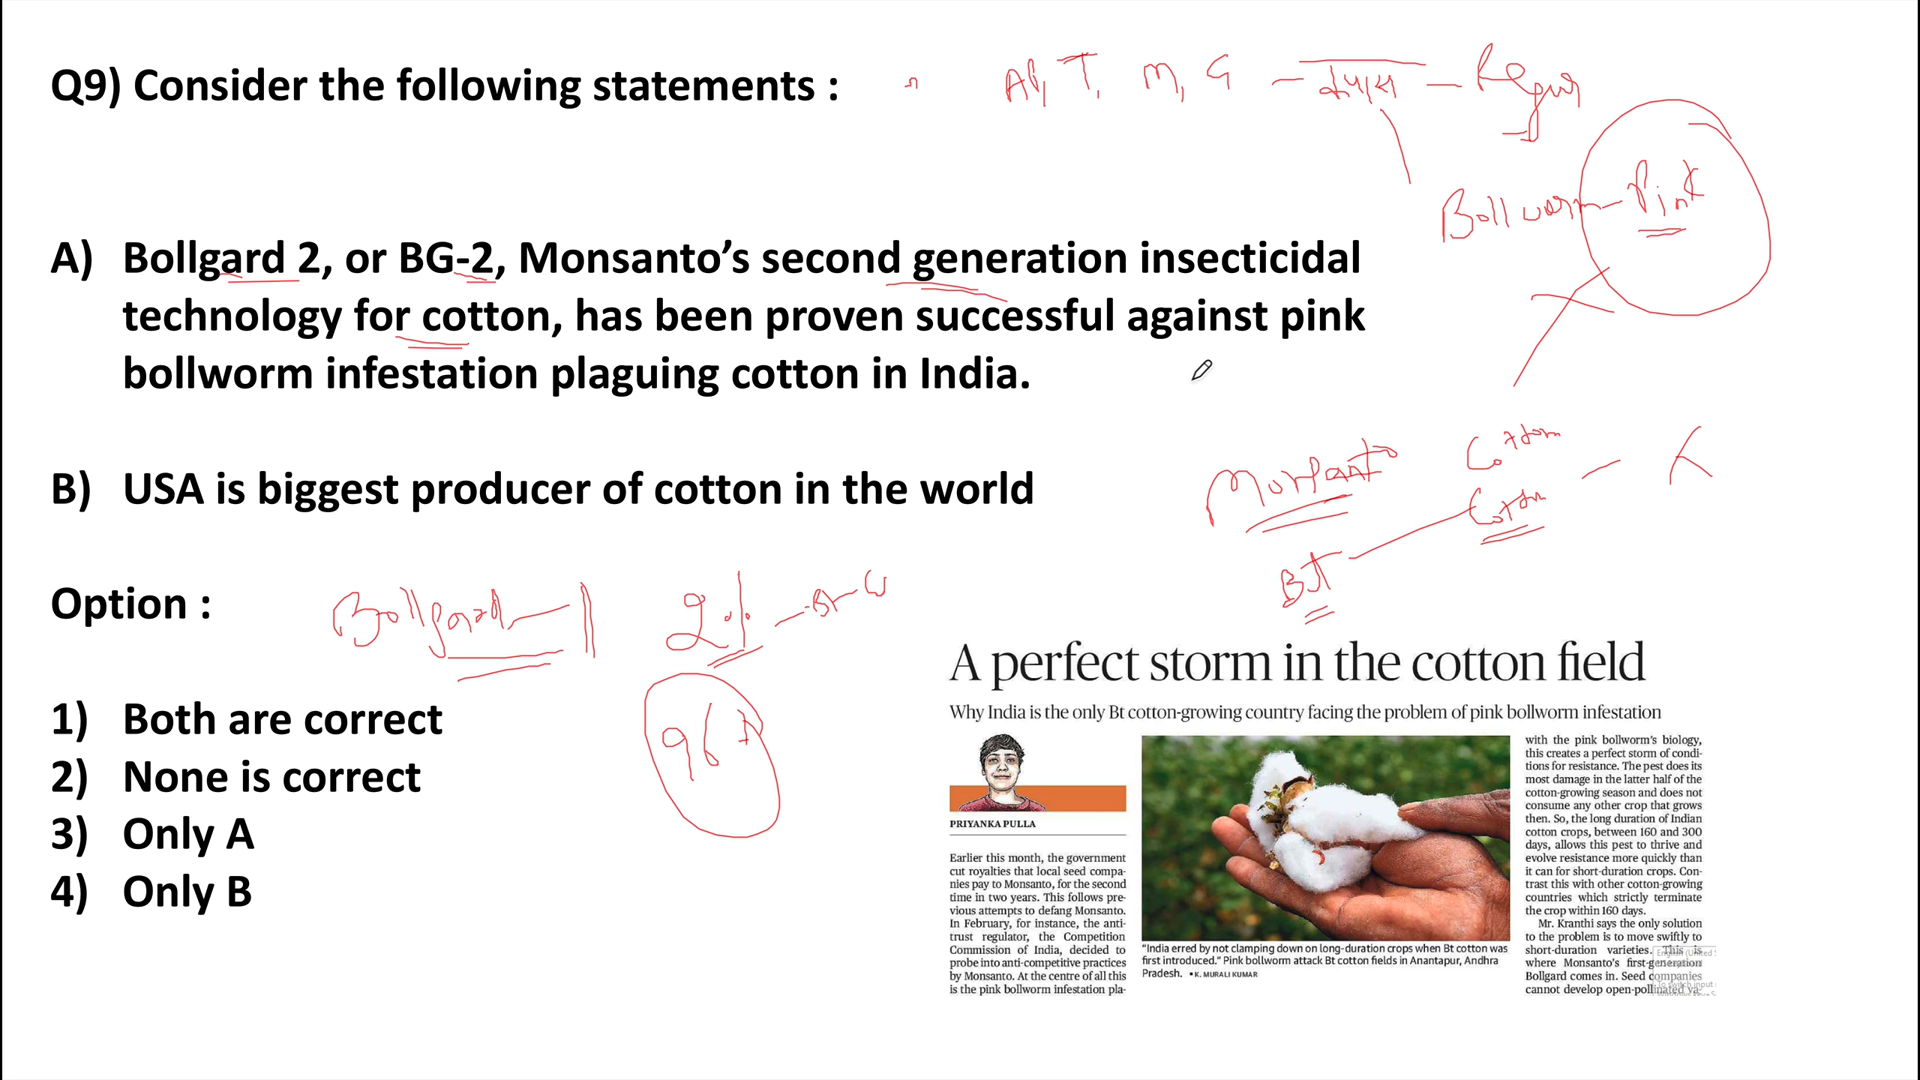 Q9) Consider the following statements :
AP, T, M, G
Bollworm - Pink
A) Bollgard 2, or BG-2, Monsanto’s second generation insecticidal
technology for cotton, has been proven successful against pink
bollworm infestation plaguing cotton in India.
Cotton
Monsanto
Cotton
B) USA is biggest producer of cotton in the world
Bt
Option :
Bollgard - 1
2%
96
1) Both are correct
2) None is correct
3) Only A
4) Only B
A perfect storm in the cotton field
Why India is the only Bt cotton-growing country facing the problem of pink bollworm infestation
PRIYANKA PULLA
Earlier this month, the government
cut royalties that local seed compa-
nies pay to Monsanto, for the second
time in two years. This follows pre-
vious attempts to defang Monsanto.
In February, for instance, the anti-
trust regulator, the Competition
Commission of India, decided to
probe into anti-competitive practices
by Monsanto. At the centre of all this
is the pink bollworm infestation pla-
"India erred by not clamping down on long-duration crops when Bt cotton was
first introduced." Pink bollworm attack Bt cotton fields in Anantapur, Andhra
Pradesh. • K. MURALI KUMAR
with the pink bollworm’s biology,
this creates a perfect storm of condi-
tions for resistance. The pest does its
most damage in the latter half of the
cotton-growing season and does not
consume any other crop that grows
then. So, the long duration of Indian
cotton crops, between 160 and 300
days, allows this pest to thrive and
evolve resistance more quickly than
it can for short-duration crops. Con-
trast this with other cotton-growing
countries which strictly terminate
the crop within 160 days.
Mr. Kranthi says the only solution
to the problem is to move swiftly to
short-duration varieties. This is
where Monsanto’s first-generation
Bollgard comes in. Seed companies
cannot develop open-pollinated va-